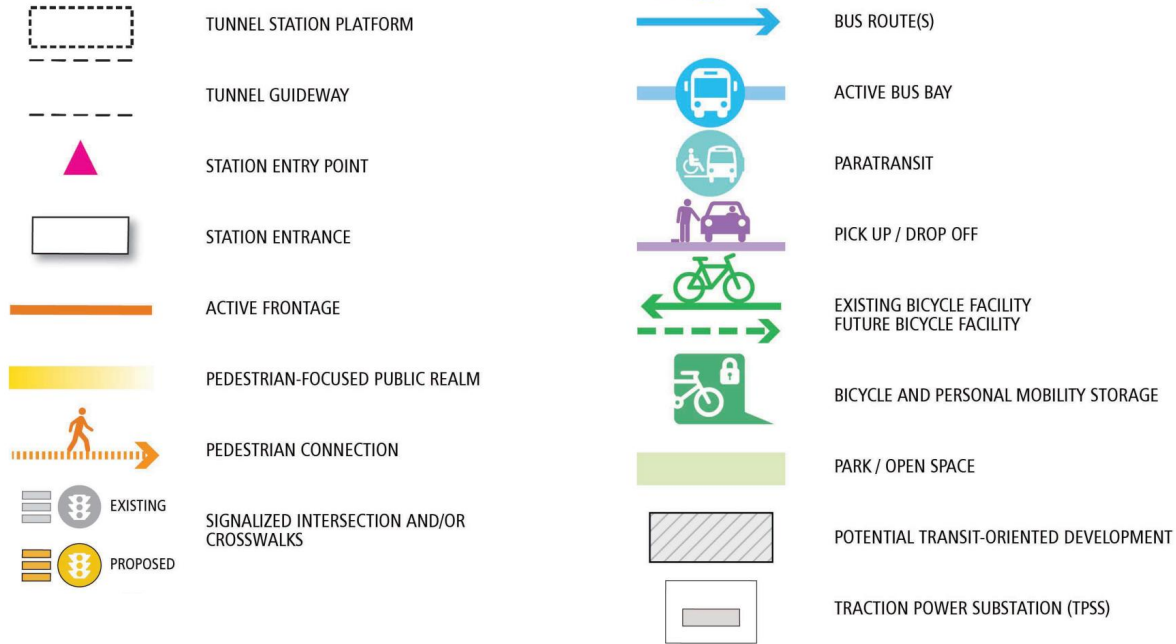 TUNNEL STATION PLATFORM
TUNNEL GUIDEWAY
STATION ENTRY POINT
STATION ENTRANCE
ACTIVE FRONTAGE
PEDESTRIAN-FOCUSED PUBLIC REALM
PEDESTRIAN CONNECTION
EXISTING
PROPOSED
SIGNALIZED INTERSECTION AND/OR
CROSSWALKS
BUS ROUTE(S)
ACTIVE BUS BAY
PARATRANSIT
PICK UP / DROP OFF
EXISTING BICYCLE FACILITY
FUTURE BICYCLE FACILITY
BICYCLE AND PERSONAL MOBILITY STORAGE
PARK / OPEN SPACE
POTENTIAL TRANSIT-ORIENTED DEVELOPMENT
TRACTION POWER SUBSTATION (TPSS)